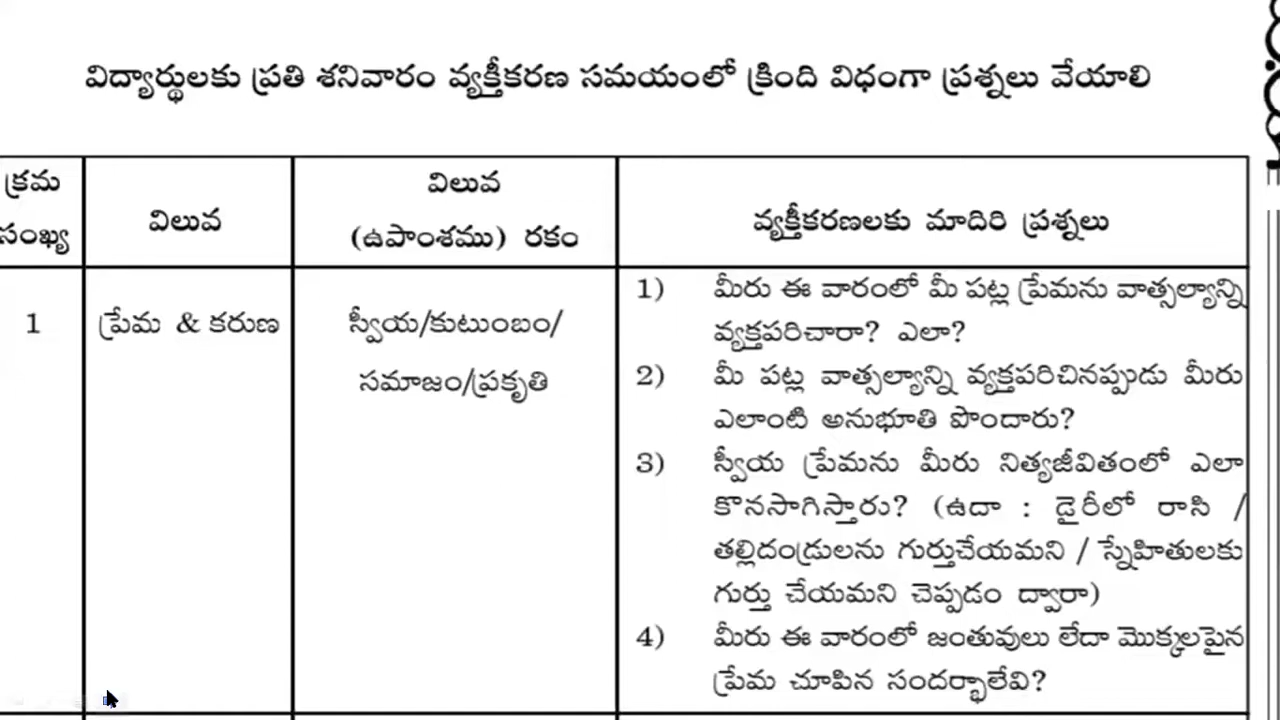 విద్యార్థులకు ప్రతి శనివారం వ్యక్తీకరణ సమయంలో క్రింది విధంగా ప్రశ్నలు వేయాలి
క్రమ
సంఖ్య
విలువ
విలువ
(ఉపాంశము) రకం
వ్యక్తీకరణలకు మాదిరి ప్రశ్నలు
1
ప్రేమ & కరుణ
స్వీయ/కుటుంబం/
సమాజం/ప్రకృతి
1) మీరు ఈ వారంలో మీ పట్ల ప్రేమను వాత్సల్యాన్ని
వ్యక్తపరిచారా? ఎలా?
2) మీ పట్ల వాత్సల్యాన్ని వ్యక్తపరిచినప్పుడు మీరు
ఎలాంటి అనుభూతి పొందారు?
3) స్వీయ ప్రేమను మీరు నిత్యజీవితంలో ఎలా
కొనసాగిస్తారు? (ఉదా : డైరీలో రాసి /
తల్లిదండ్రులను గుర్తుచేయమని / స్నేహితులకు
గుర్తు చేయమని చెప్పడం ద్వారా)
4) మీరు ఈ వారంలో జంతువులు లేదా మొక్కలపైన
ప్రేమ చూపిన సందర్భాలేవి?